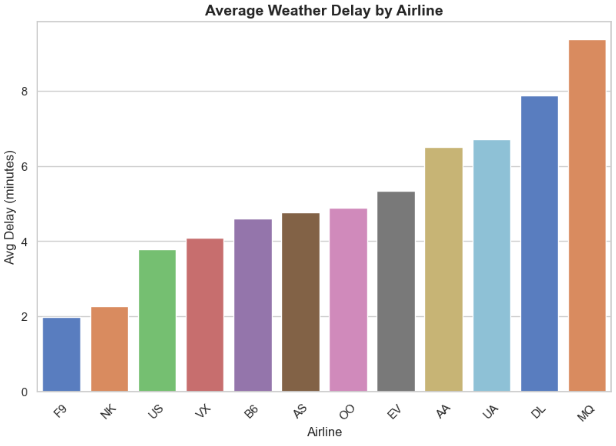 Average Weather Delay by Airline
Avg Delay (minutes)
8
6
4
2
0
F9 NK US VX B6 AS OO EV AA UA DL MQ
Airline